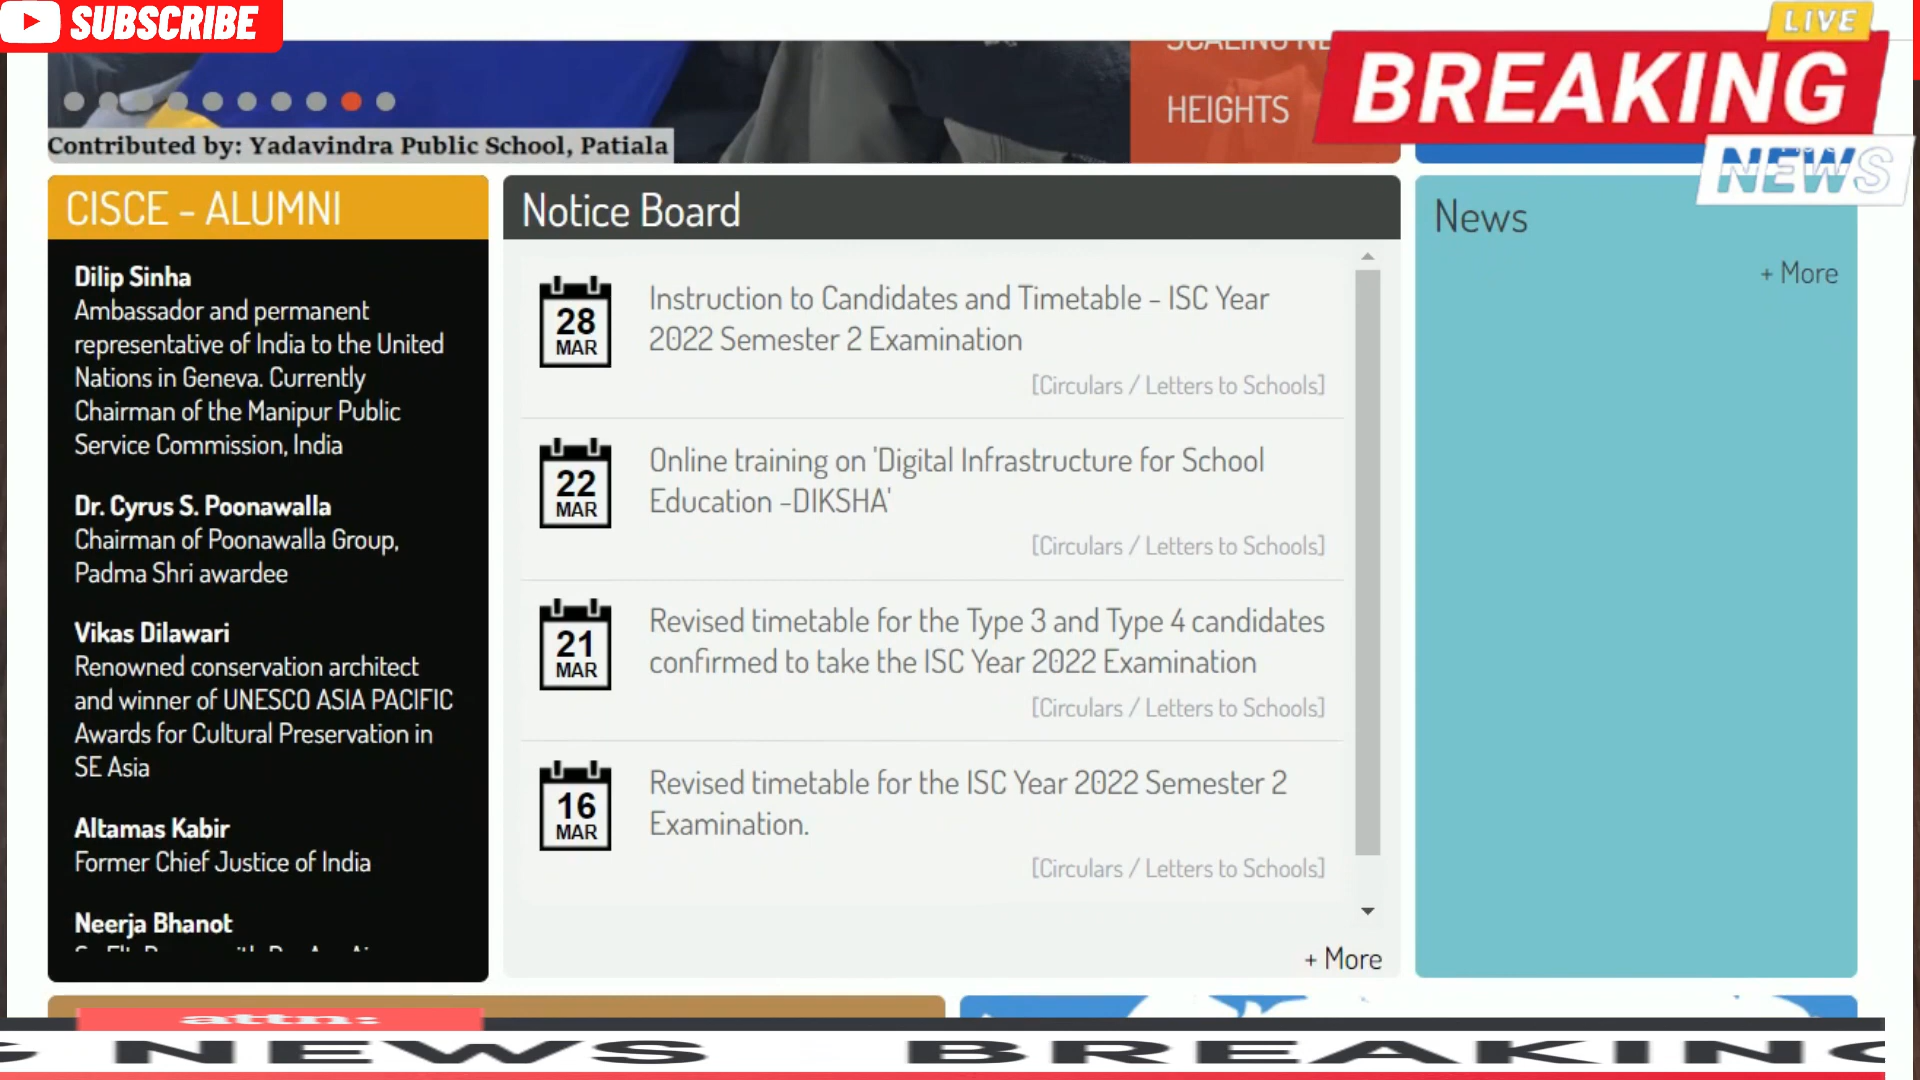 SUBSCRIBE
LIVE
BREAKING
NEWS
HEIGHTS
Contributed by: Yadavindra Public School, Patiala
CISCE - ALUMNI
Dilip Sinha
Ambassador and permanent
representative of India to the United
Nations in Geneva. Currently
Chairman of the Manipur Public
Service Commission, India
Dr. Cyrus S. Poonawalla
Chairman of Poonawalla Group,
Padma Shri awardee
Vikas Dilawari
Renowned conservation architect
and winner of UNESCO ASIA PACIFIC
Awards for Cultural Preservation in
SE Asia
Altamas Kabir
Former Chief Justice of India
Neerja Bhanot
Notice Board
28
MAR
Instruction to Candidates and Timetable - ISC Year
2022 Semester 2 Examination
[Circulars / Letters to Schools]
22
MAR
Online training on 'Digital Infrastructure for School
Education -DIKSHA'
[Circulars / Letters to Schools]
21
MAR
Revised timetable for the Type 3 and Type 4 candidates
confirmed to take the ISC Year 2022 Examination
[Circulars / Letters to Schools]
16
MAR
Revised timetable for the ISC Year 2022 Semester 2
Examination.
[Circulars / Letters to Schools]
+ More
News
+ More
attn:
G NEWS BREAKING